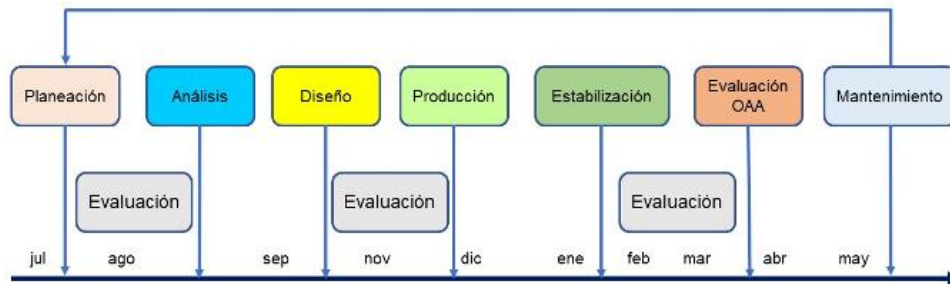 Planeación
Análisis
Diseño
Producción
Estabilización
Evaluación
OAA
Mantenimiento
Evaluación
Evaluación
Evaluación
jul
ago
sep
nov
dic
ene
feb
mar
abr
may